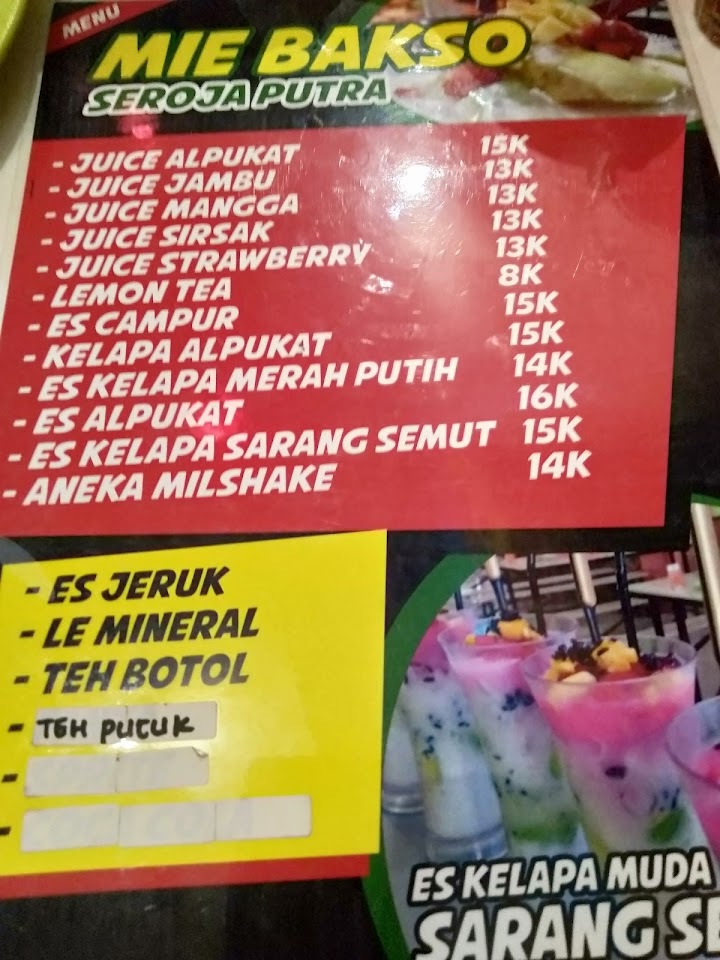 MENU
MIE BAKSO
SEROJA PUTRA
- JUICE ALPUKAT 15K
- JUICE JAMBU 13K
- JUICE MANGGA 13K
- JUICE SIRSAK 13K
- JUICE STRAWBERRY 13K
- LEMON TEA 8K
- ES CAMPUR 15K
- KELAPA ALPUKAT 15K
- ES KELAPA MERAH PUTIH 14K
- ES ALPUKAT 16K
- ES KELAPA SARANG SEMUT 15K
- ANEKA MILSHAKE 14K
- ES JERUK
- LE MINERAL
- TEH BOTOL
- TEH PUCUK
-
-
ES KELAPA MUDA
SARANG SE